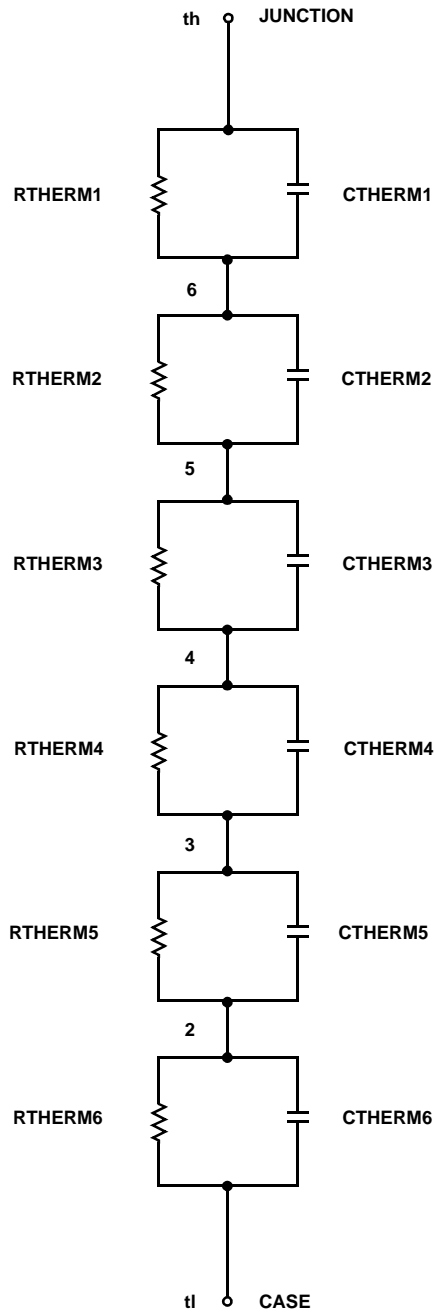 th JUNCTION
RTHERM1 CTHERM1
6
RTHERM2 CTHERM2
5
RTHERM3 CTHERM3
4
RTHERM4 CTHERM4
3
RTHERM5 CTHERM5
2
RTHERM6 CTHERM6
tl CASE